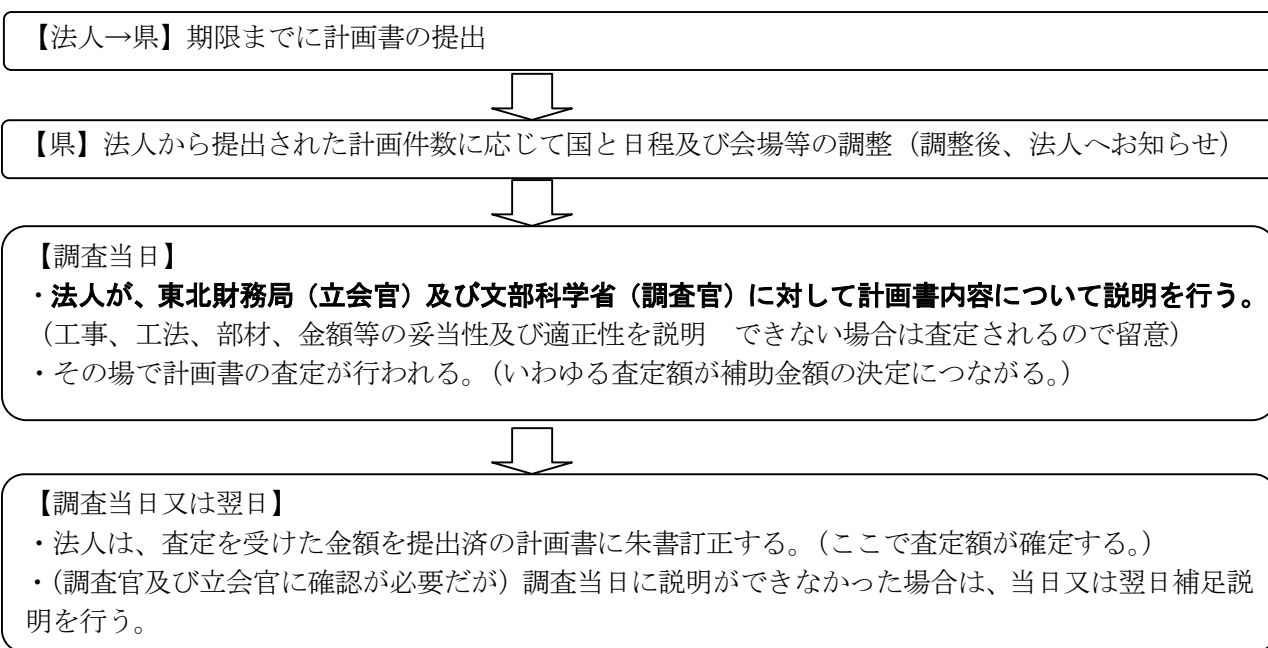 【法人→県】期限までに計画書の提出
【県】法人から提出された計画件数に応じて国と日程及び会場等の調整（調整後、法人へお知らせ）
【調査当日】
・法人が、東北財務局（立会官）及び文部科学省（調査官）に対して計画書内容について説明を行う。
（工事、工法、部材、金額等の妥当性及び適正性を説明　できない場合は査定されるので留意）
・その場で計画書の査定が行われる。（いわゆる査定額が補助金額の決定につながる。）
【調査当日又は翌日】
・法人は、査定を受けた金額を提出済の計画書に朱書訂正する。（ここで査定額が確定する。）
・（調査官及び立会官に確認が必要だが）調査当日に説明ができなかった場合は、当日又は翌日補足説
明を行う。